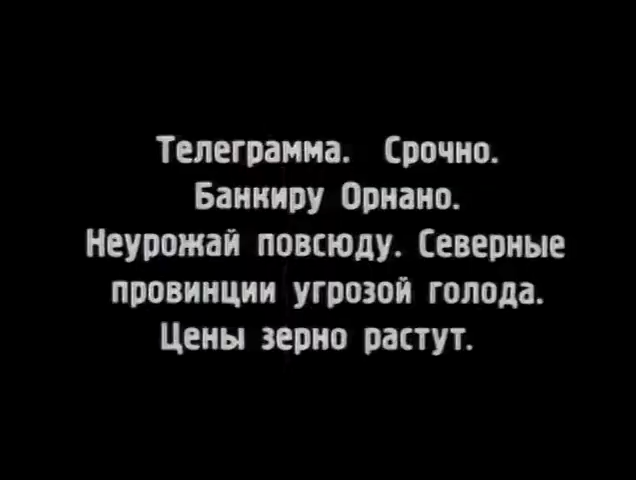 Телеграмма. Срочно.
Банкиру Орнано.
Неурожай повсюду. Северные
провинции угрозой голода.
Цены зерно растут.